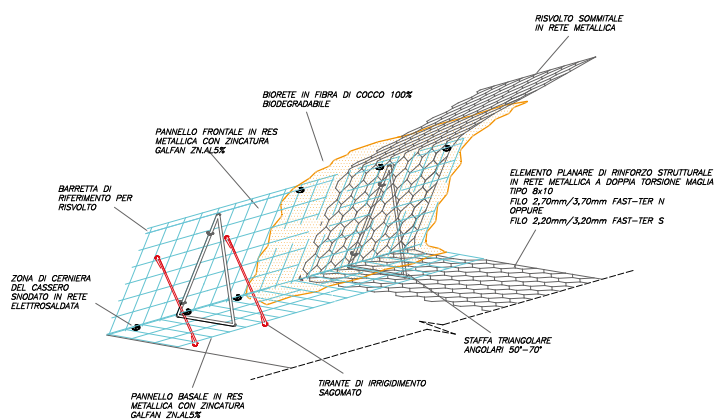 RISVOLTO SOMMITALE
IN RETE METALLICA
BIORETE IN FIBRA DI COCCO 100%
BIODEGRADABILE
PANNELLO FRONTALE IN RES
METALLICA CON ZINCATURA
GALFAN ZN.AL5%
ELEMENTO PLANARE DI RINFORZO STRUTTURALE
IN RETE METALLICA A DOPPIA TORSIONE MAGLIA
TIPO 8x10
FILO 2,70mm/3,70mm FAST-TER N
OPPURE
FILO 2,20mm/3,20mm FAST-TER S
BARRETTA DI
RIFERIMENTO PER
RISVOLTO
ZONA DI CERNIERA
DEL CASSERO
SNODATO IN RETE
ELETTROSALDATA
STAFFA TRIANGOLARE
ANGOLARI 50°-70°
TIRANTE DI IRRIGIDIMENTO
SAGOMATO
PANNELLO BASALE IN RES
METALLICA CON ZINCATURA
GALFAN ZN.AL5%